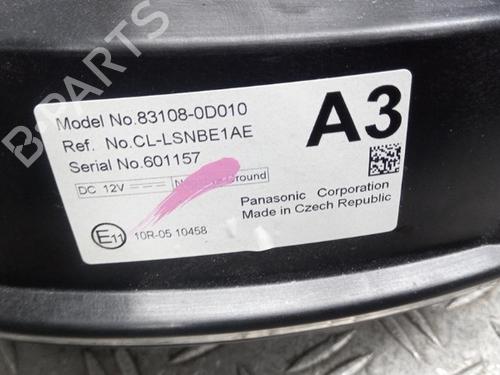 B-PARTS
Model No.83108-0D010
Ref. No.CL-LSNBE1AE
Serial No.601157
A3
DC 12V
Ground
Panasonic Corporation
Made in Czech Republic
E11
10R-05 10458